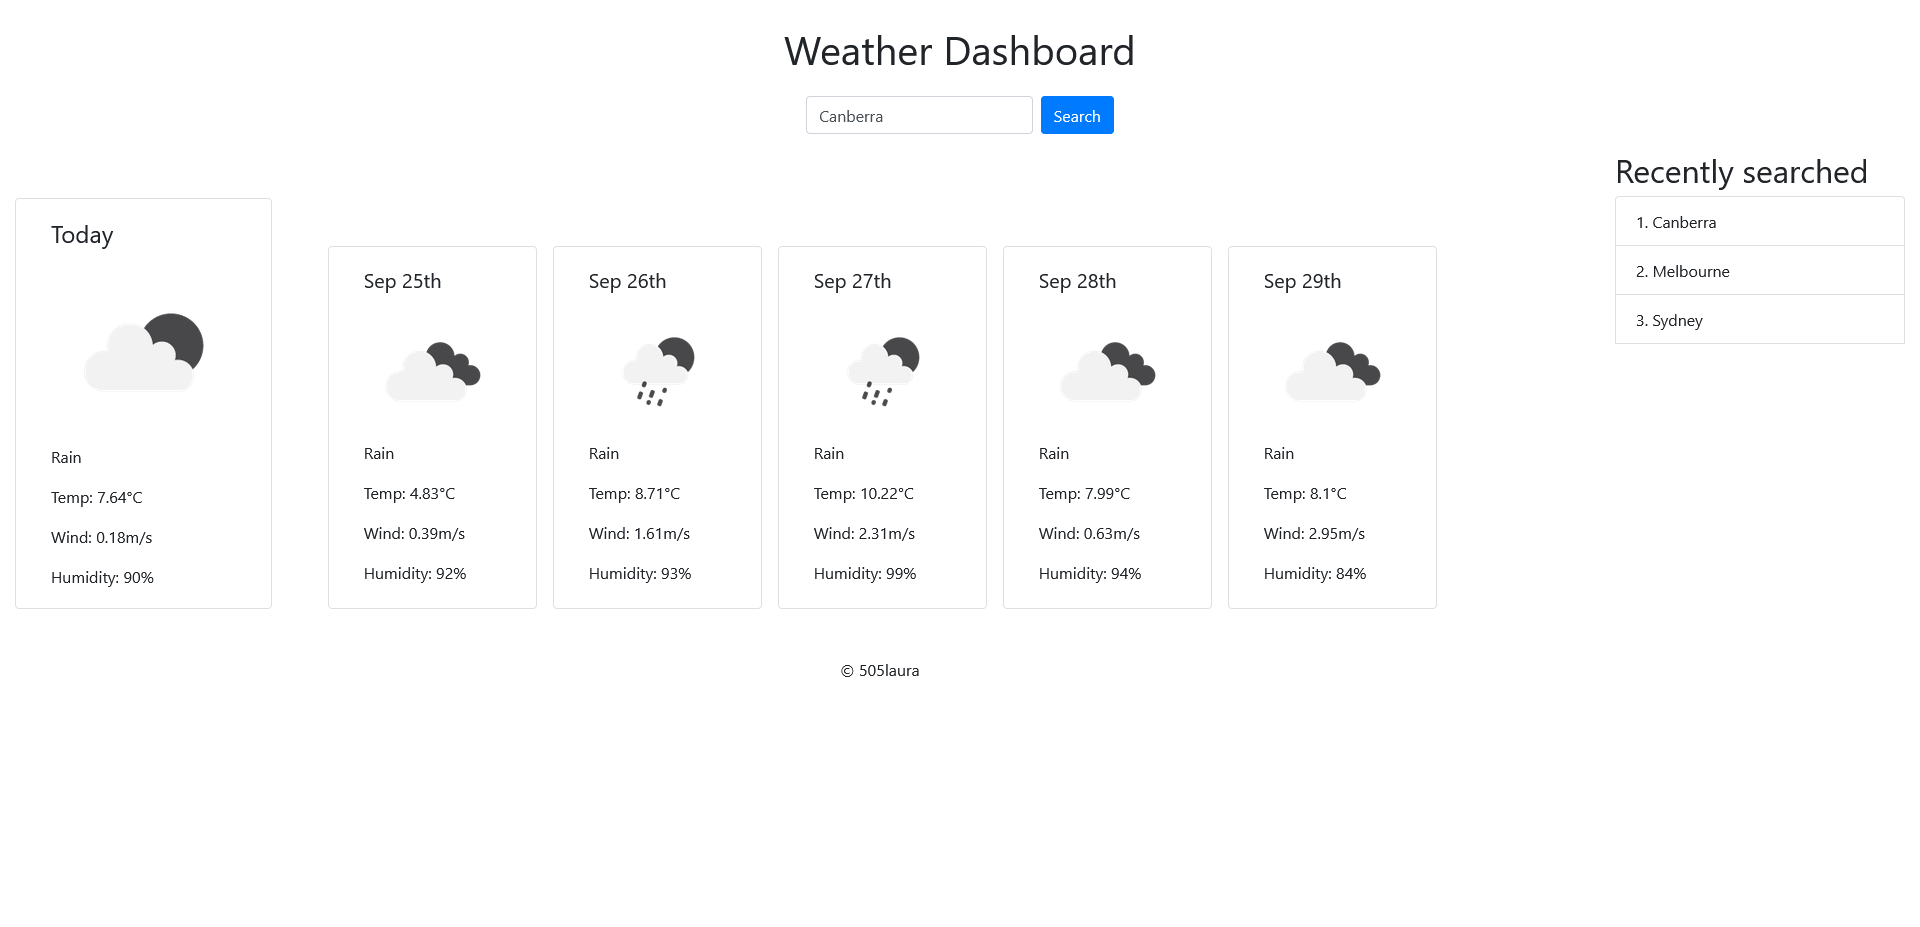 Weather Dashboard
Canberra
Search
Recently searched
1. Canberra
2. Melbourne
3. Sydney
Today
Rain
Temp: 7.64°C
Wind: 0.18m/s
Humidity: 90%
Sep 25th
Rain
Temp: 4.83°C
Wind: 0.39m/s
Humidity: 92%
Sep 26th
Rain
Temp: 8.71°C
Wind: 1.61m/s
Humidity: 93%
Sep 27th
Rain
Temp: 10.22°C
Wind: 2.31m/s
Humidity: 99%
Sep 28th
Rain
Temp: 7.99°C
Wind: 0.63m/s
Humidity: 94%
Sep 29th
Rain
Temp: 8.1°C
Wind: 2.95m/s
Humidity: 84%
© 505laura